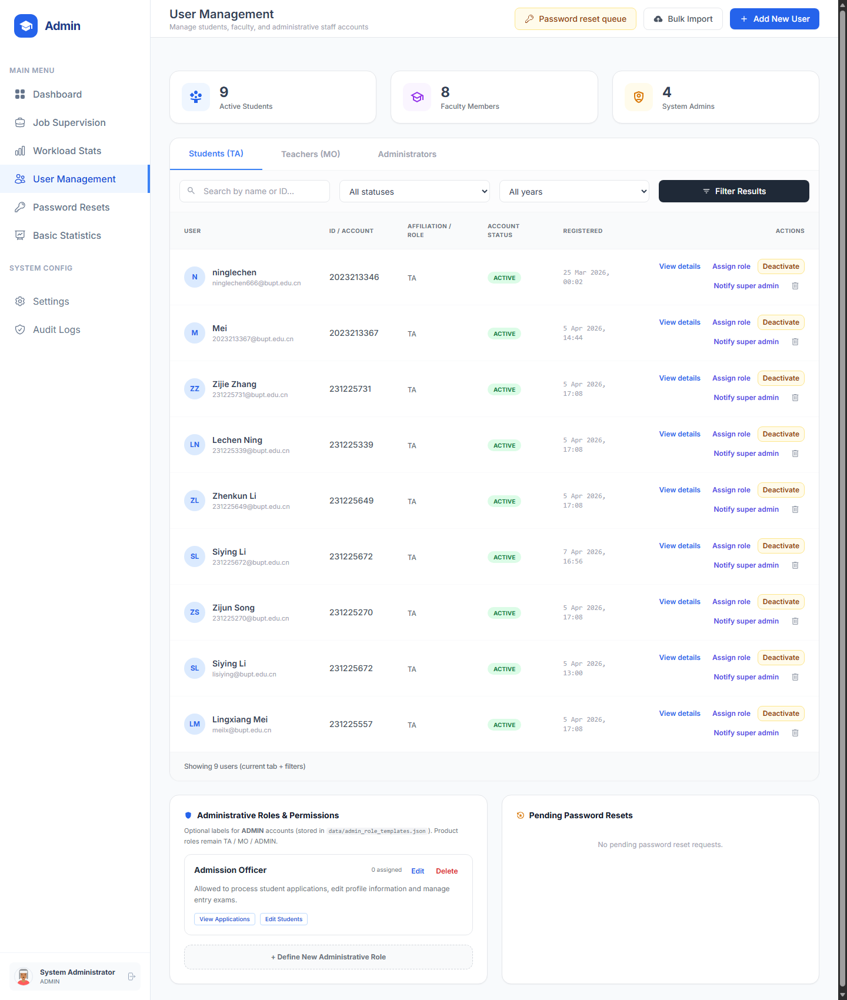 Admin
MAIN MENU
Dashboard
Job Supervision
Workload Stats
User Management
Password Resets
Basic Statistics
SYSTEM CONFIG
Settings
Audit Logs
System Administrator
ADMIN
User Management
Manage students, faculty, and administrative staff accounts
Password reset queue
Bulk Import
Add New User
9
Active Students
8
Faculty Members
4
System Admins
Students (TA)
Teachers (MO)
Administrators
Search by name or ID...
All statuses
All years
Filter Results
USER
ID / ACCOUNT
AFFILIATION /
ROLE
ACCOUNT
STATUS
REGISTERED
ACTIONS
N
ninglechen
ninglechen666@bupt.edu.cn
2023213346
TA
ACTIVE
25 Mar 2026,
00:02
View details Assign role Deactivate
Notify super admin
M
Mei
2023213367@bupt.edu.cn
2023213367
TA
ACTIVE
5 Apr 2026,
14:44
View details Assign role Deactivate
Notify super admin
ZZ
Zijie Zhang
231225731@bupt.edu.cn
231225731
TA
ACTIVE
5 Apr 2026,
17:08
View details Assign role Deactivate
Notify super admin
LN
Lechen Ning
231225339@bupt.edu.cn
231225339
TA
ACTIVE
5 Apr 2026,
17:08
View details Assign role Deactivate
Notify super admin
ZL
Zhenkun Li
231225649@bupt.edu.cn
231225649
TA
ACTIVE
5 Apr 2026,
17:08
View details Assign role Deactivate
Notify super admin
SL
Siying Li
231225672@bupt.edu.cn
231225672
TA
ACTIVE
7 Apr 2026,
16:56
View details Assign role Deactivate
Notify super admin
ZS
Zijun Song
231225270@bupt.edu.cn
231225270
TA
ACTIVE
5 Apr 2026,
17:08
View details Assign role Deactivate
Notify super admin
SL
Siying Li
lisiying@bupt.edu.cn
231225672
TA
ACTIVE
5 Apr 2026,
13:00
View details Assign role Deactivate
Notify super admin
LM
Lingxiang Mei
meilx@bupt.edu.cn
231225557
TA
ACTIVE
5 Apr 2026,
17:08
View details Assign role Deactivate
Notify super admin
Showing 9 users (current tab + filters)
Administrative Roles & Permissions
Optional labels for ADMIN accounts (stored in data/admin_role_templates.json). Product
roles remain TA / MO / ADMIN.
Admission Officer
0 assigned
Edit
Delete
Allowed to process student applications, edit profile information and manage
entry exams.
View Applications
Edit Students
+ Define New Administrative Role
Pending Password Resets
No pending password reset requests.